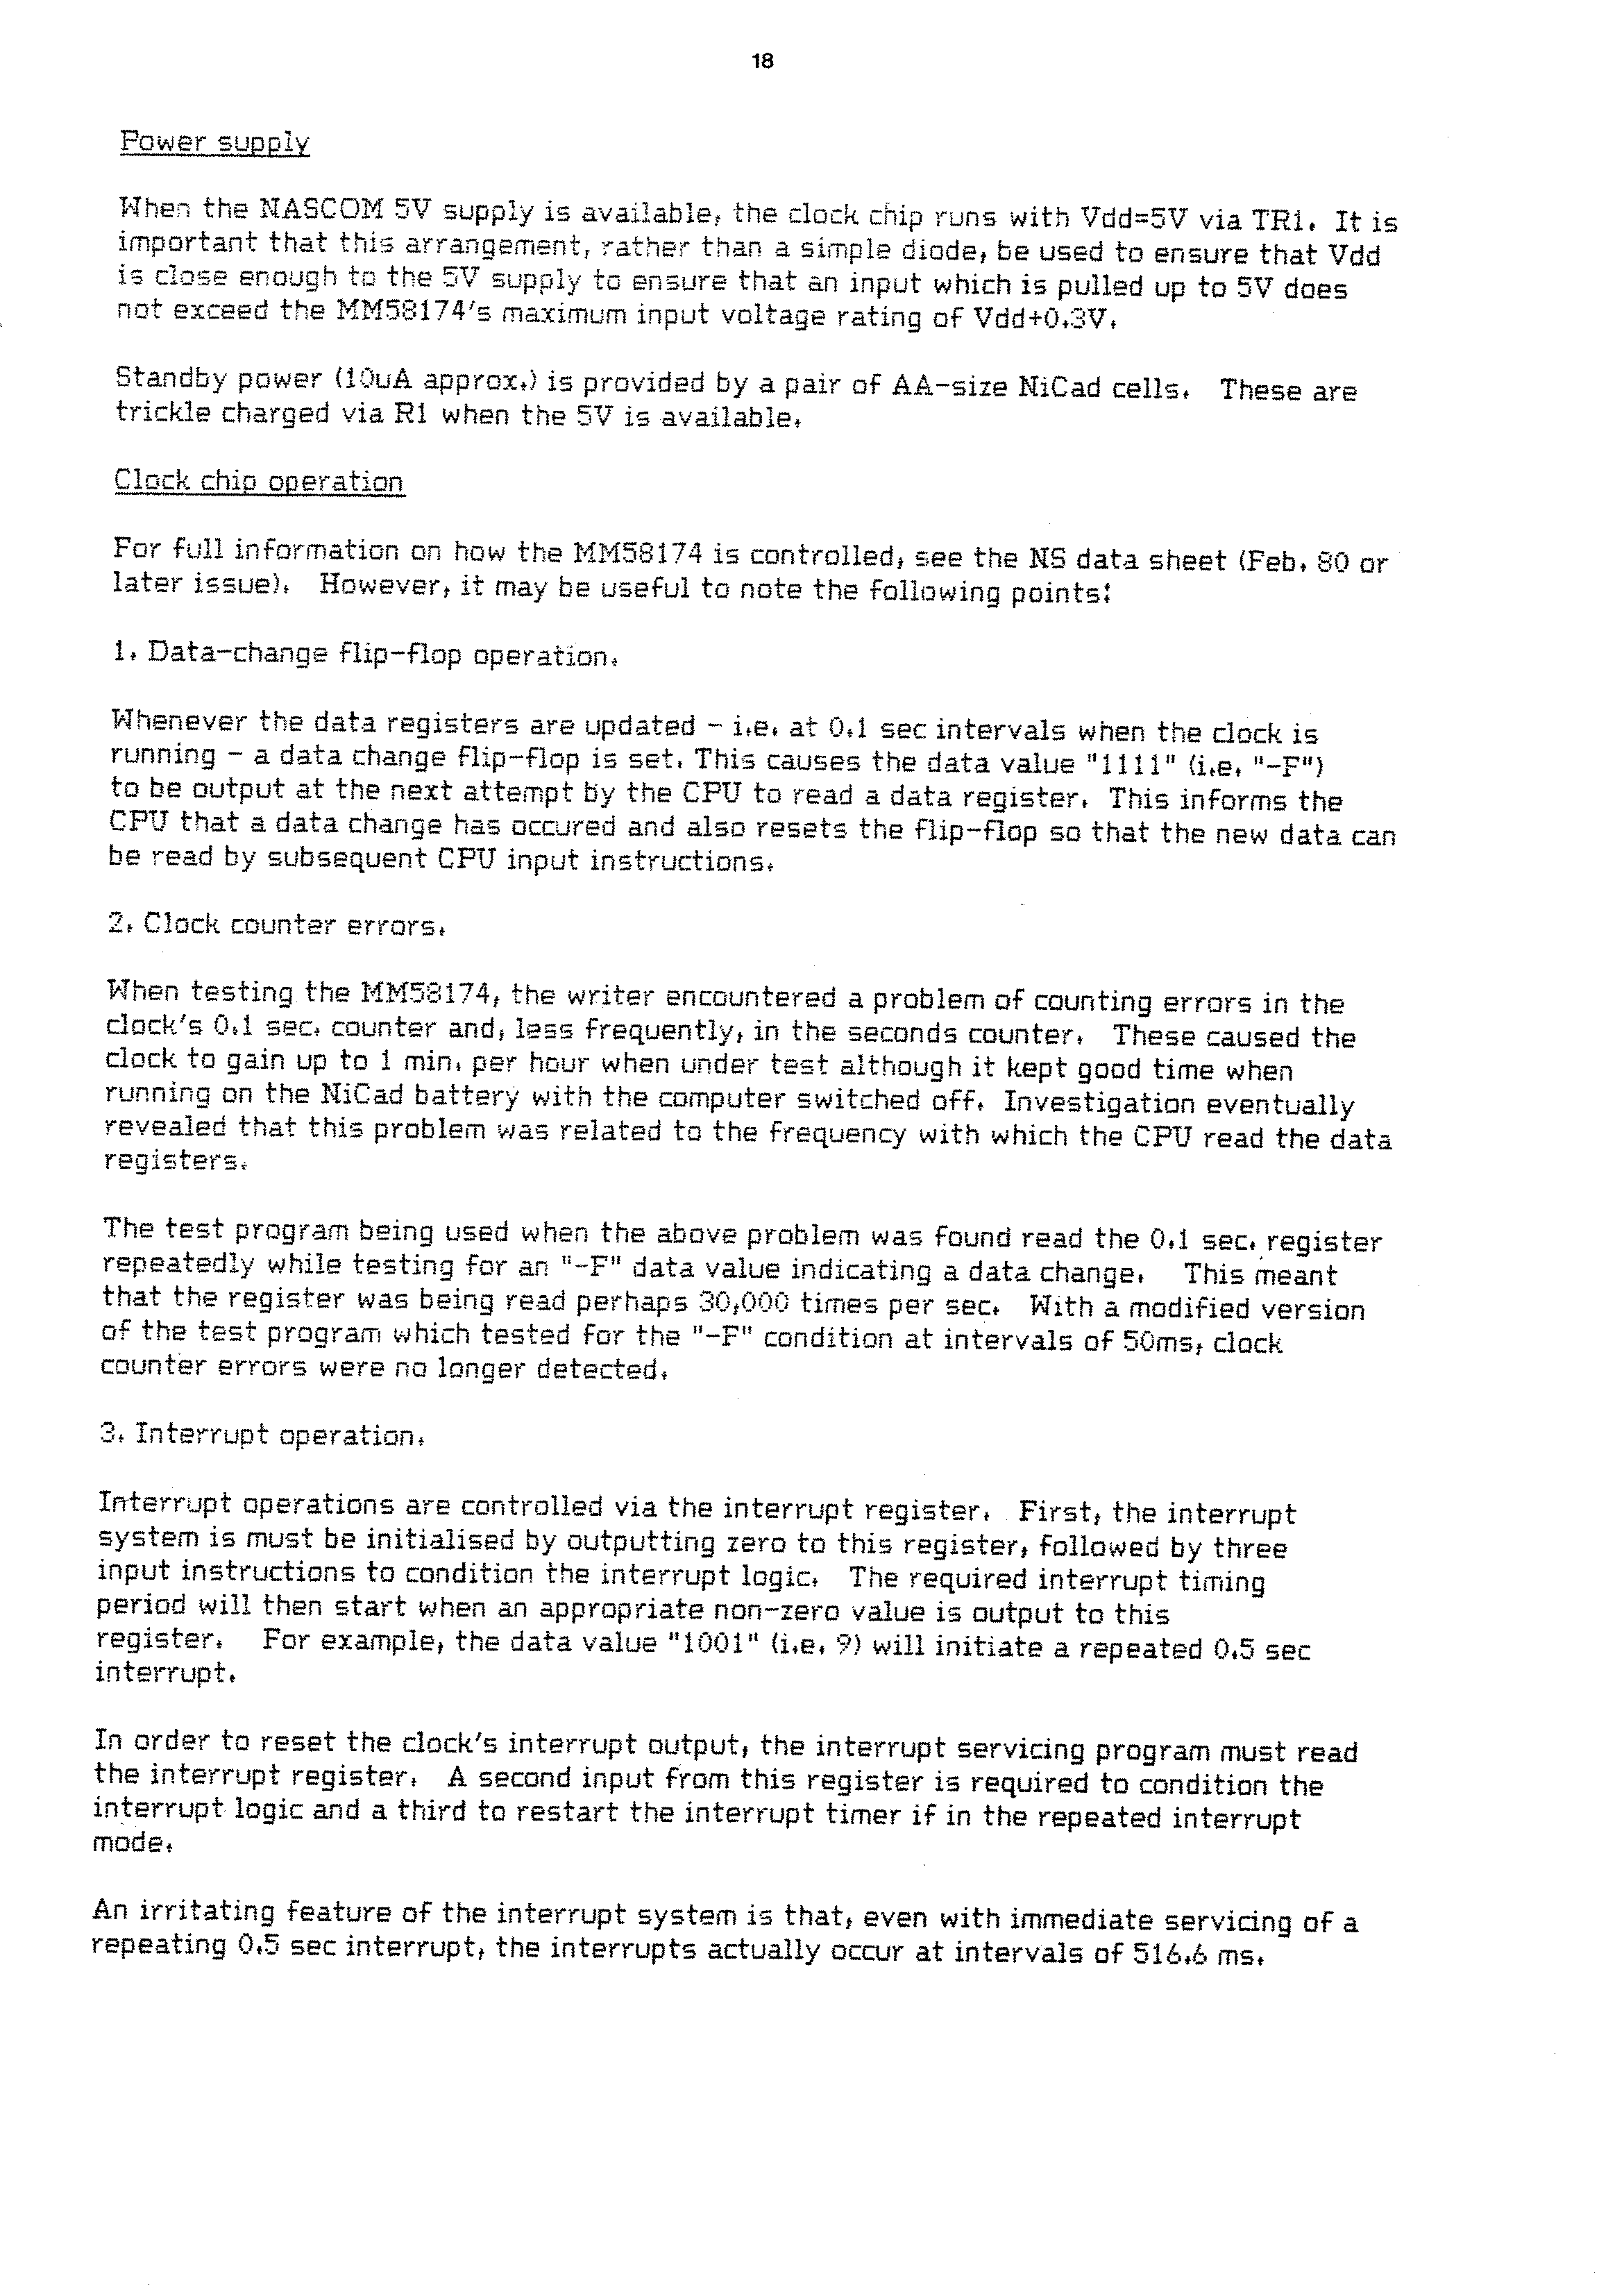 18
Power supply
When the NASCOM 5V supply is available, the clock chip runs with Vdd=5V via TR1. It is
important that this arrangement, rather than a simple diode, be used to ensure that Vdd
is close enough to the 5V supply to ensure that an input which is pulled up to 5V does
not exceed the MM58174's maximum input voltage rating of Vdd+0.3V.
Standby power (10uA approx.) is provided by a pair of AA-size NiCad cells. These are
trickle charged via R1 when the 5V is available.
Clock chip operation
For full information on how the MM58174 is controlled, see the NS data sheet (Feb. 80 or
later issue). However, it may be useful to note the following points:
1. Data-change flip-flop operation.
Whenever the data registers are updated - i.e. at 0.1 sec intervals when the clock is
running - a data change flip-flop is set. This causes the data value "1111" (i.e. "-F")
to be output at the next attempt by the CPU to read a data register. This informs the
CPU that a data change has occured and also resets the flip-flop so that the new data can
be read by subsequent CPU input instructions.
2. Clock counter errors.
When testing the MM58174, the writer encountered a problem of counting errors in the
clock's 0.1 sec. counter and, less frequently, in the seconds counter. These caused the
clock to gain up to 1 min. per hour when under test although it kept good time when
running on the NiCad battery with the computer switched off. Investigation eventually
revealed that this problem was related to the frequency with which the CPU read the data
registers.
The test program being used when the above problem was found read the 0.1 sec. register
repeatedly while testing for an "-F" data value indicating a data change. This meant
that the register was being read perhaps 30,000 times per sec. With a modified version
of the test program which tested for the "-F" condition at intervals of 50ms, clock
counter errors were no longer detected.
3. Interrupt operation.
Interrupt operations are controlled via the interrupt register. First, the interrupt
system is must be initialised by outputting zero to this register, followed by three
input instructions to condition the interrupt logic. The required interrupt timing
period will then start when an appropriate non-zero value is output to this
register. For example, the data value "1001" (i.e. 9) will initiate a repeated 0.5 sec
interrupt.
In order to reset the clock's interrupt output, the interrupt servicing program must read
the interrupt register. A second input from this register is required to condition the
interrupt logic and a third to restart the interrupt timer if in the repeated interrupt
mode.
An irritating feature of the interrupt system is that, even with immediate servicing of a
repeating 0.5 sec interrupt, the interrupts actually occur at intervals of 516.6 ms.